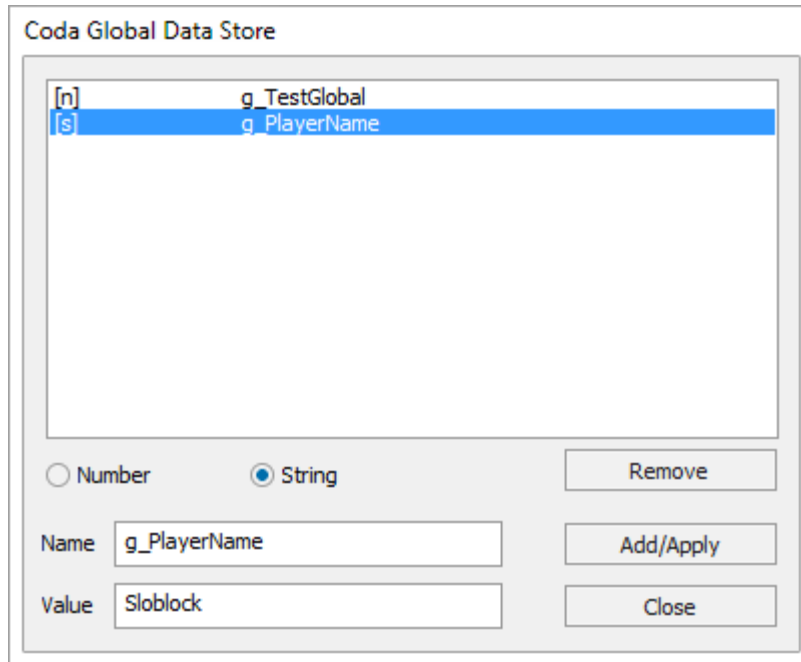 Coda Global Data Store
[n] g_TestGlobal
[s] g_PlayerName
Number String Remove
Name g_PlayerName Add/Apply
Value Sloblock Close